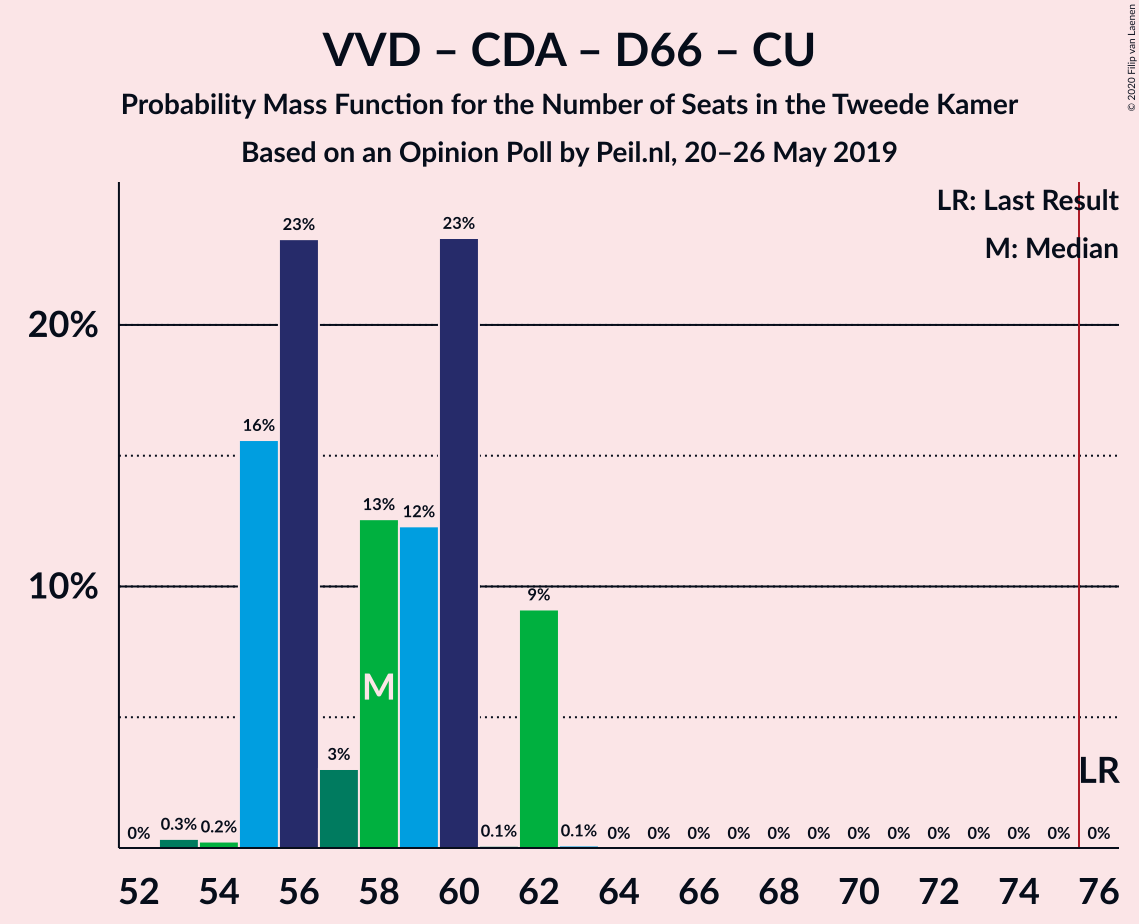 VVD – CDA – D66 – CU
Probability Mass Function for the Number of Seats in the Tweede Kamer
Based on an Opinion Poll by Peil.nl, 20–26 May 2019
© 2020 Filip van Laenen
LR: Last Result
M: Median
20%
10%
0% 0.3% 0.2% 16% 23% 3% 13% 12% 23% 0.1% 9% 0.1% 0% 0% 0% 0% 0% 0% 0% 0% 0% 0% 0% 0% 0%
M
LR
52 54 56 58 60 62 64 66 68 70 72 74 76